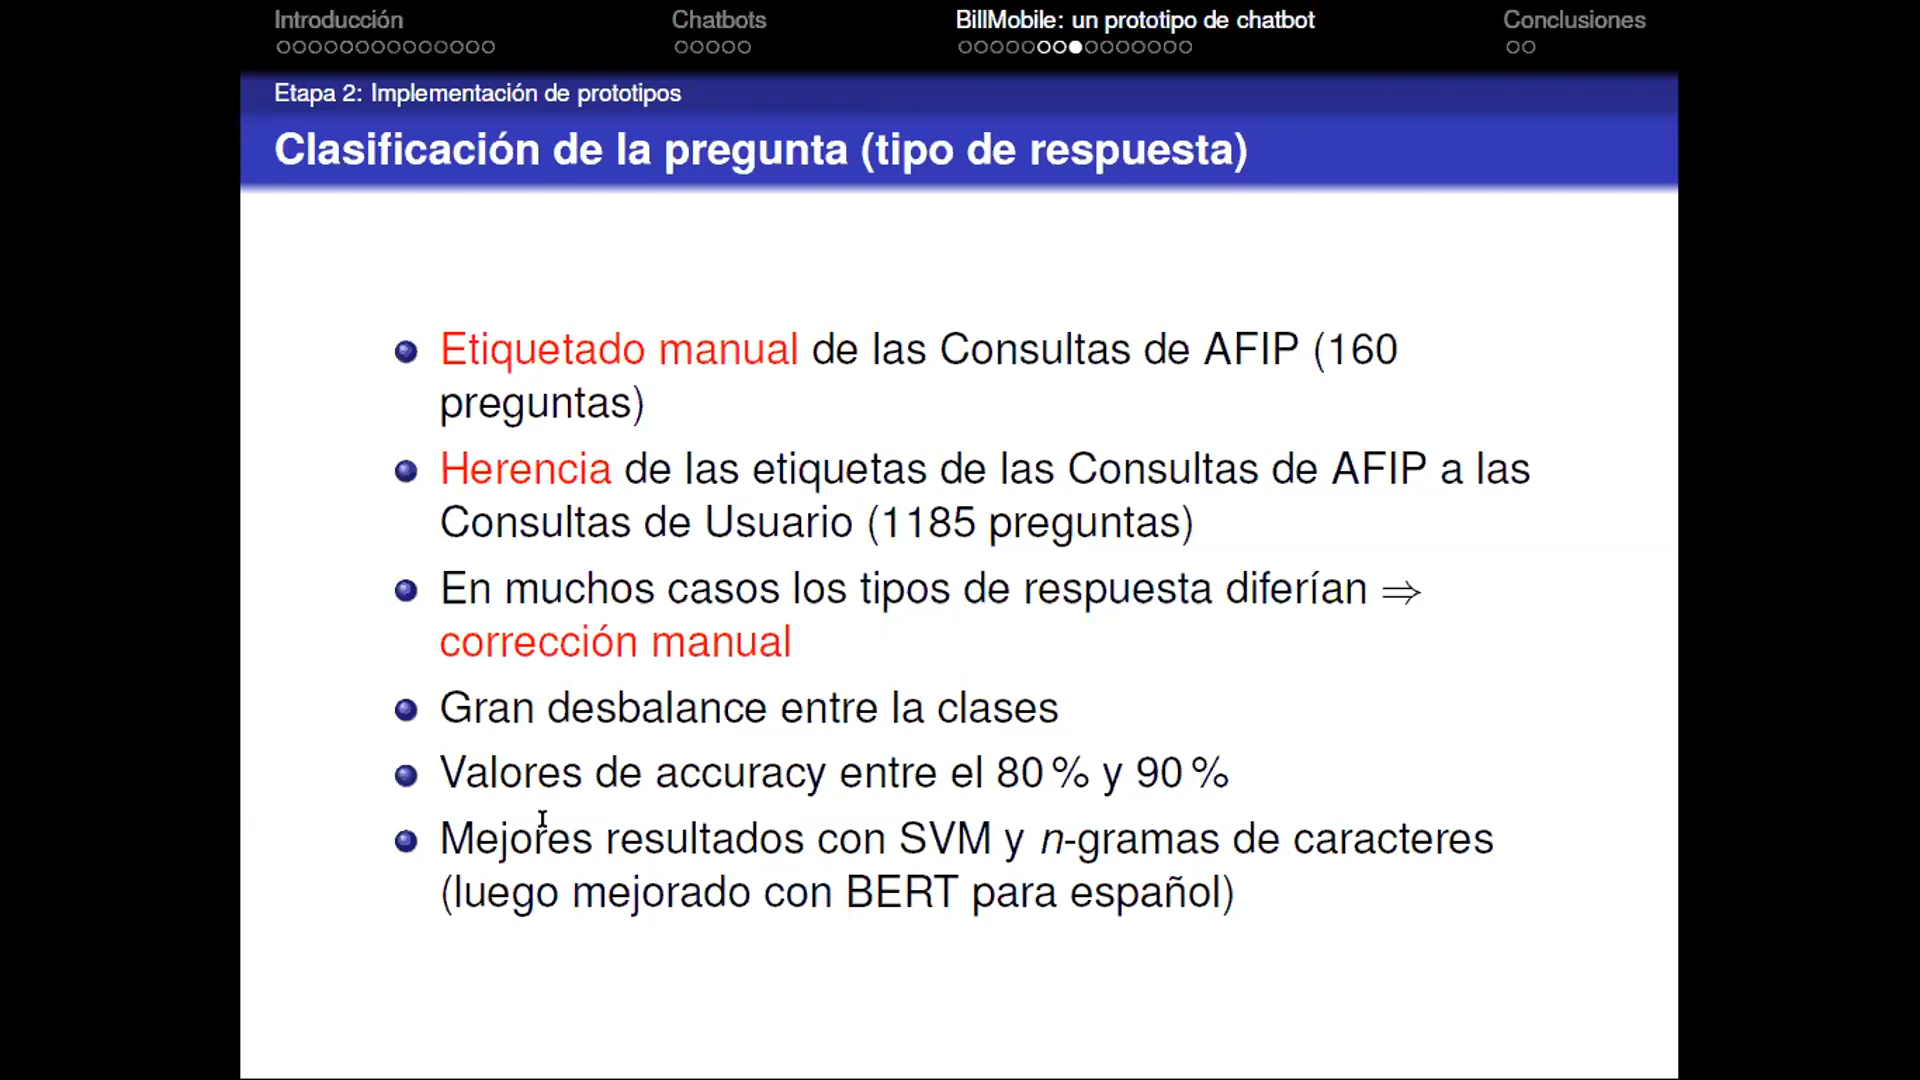 Introducción
Chatbots
BillMobile: un prototipo de chatbot
Conclusiones
Etapa 2: Implementación de prototipos
Clasificación de la pregunta (tipo de respuesta)
Etiquetado manual de las Consultas de AFIP (160
preguntas)
Herencia de las etiquetas de las Consultas de AFIP a las
Consultas de Usuario (1185 preguntas)
En muchos casos los tipos de respuesta diferían ⇒
corrección manual
Gran desbalance entre la clases
Valores de accuracy entre el 80 % y 90 %
Mejores resultados con SVM y n-gramas de caracteres
(luego mejorado con BERT para español)